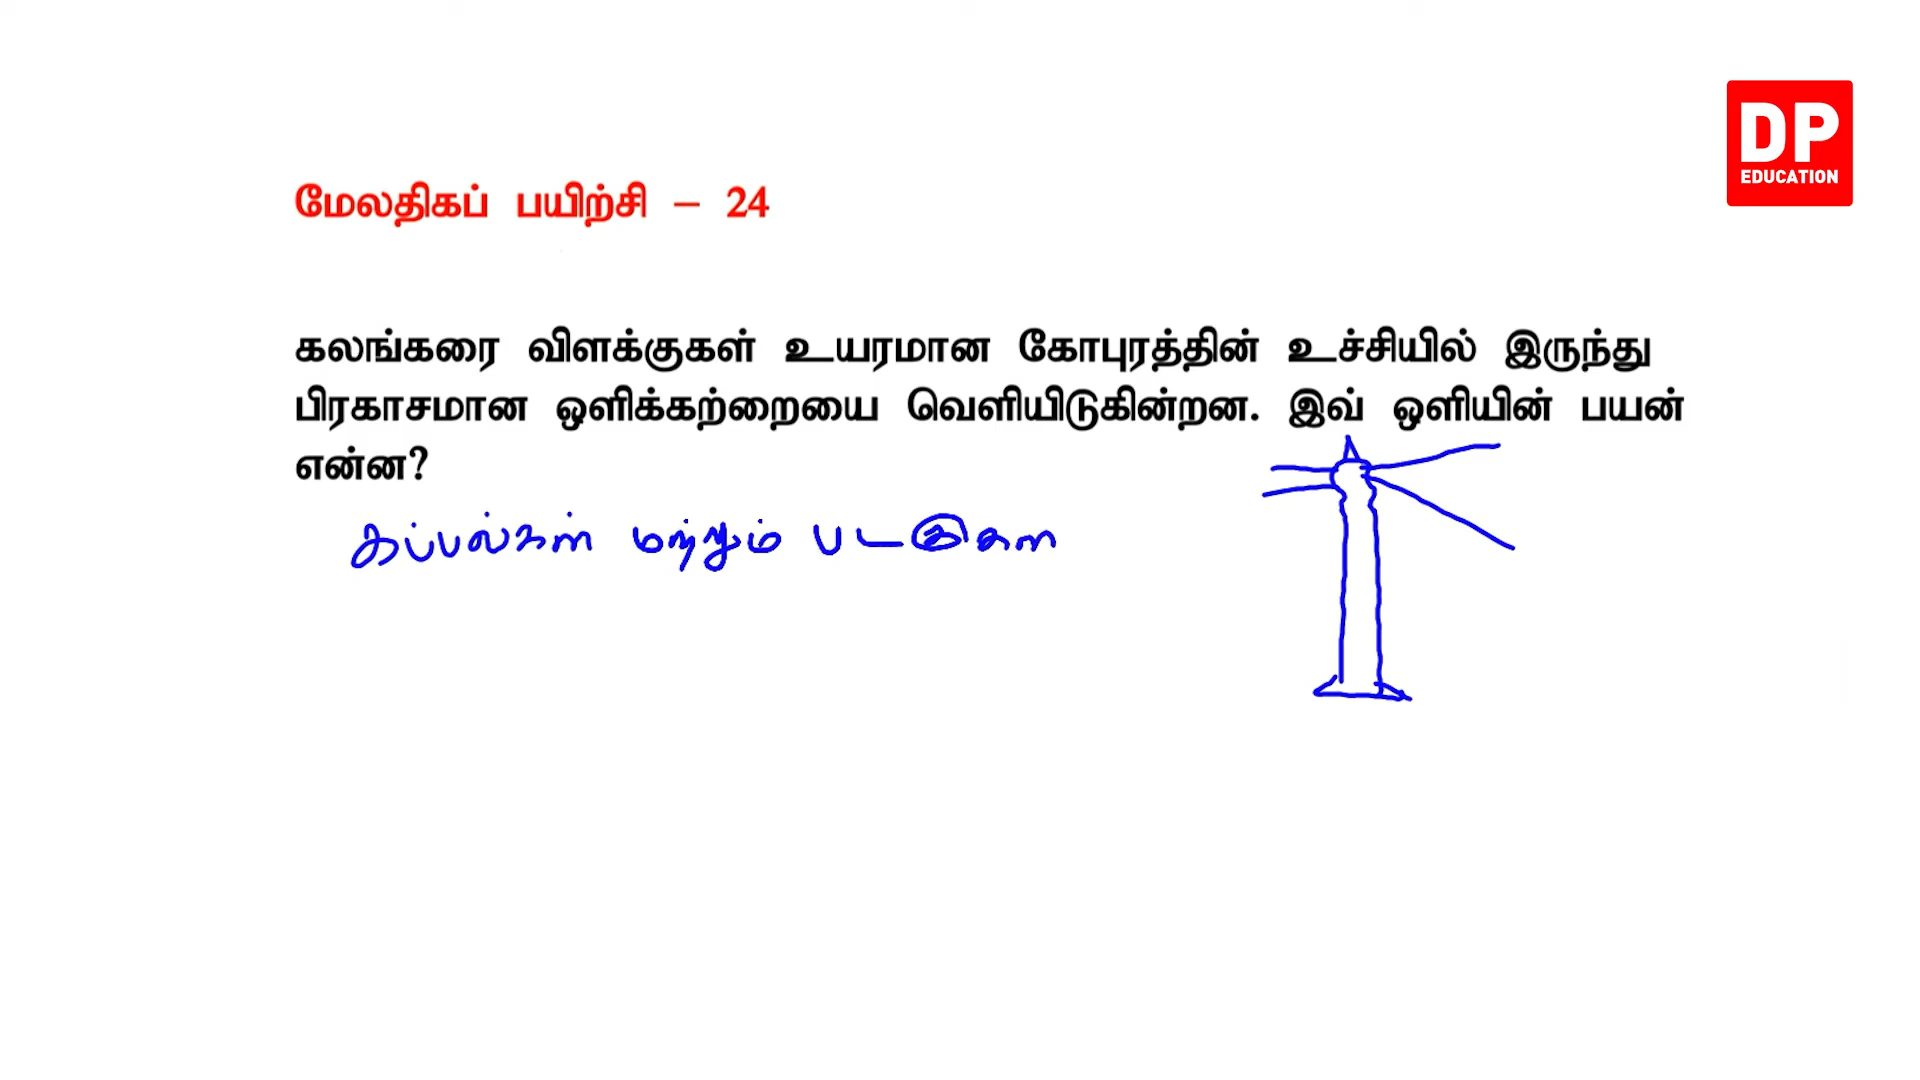 DP
EDUCATION
மேலதிகப் பயிற்சி – 24
கலங்கரை விளக்குகள் உயரமான கோபுரத்தின் உச்சியில் இருந்து
பிரகாசமான ஒளிக்கற்றையை வெளியிடுகின்றன. இவ் ஒளியின் பயன்
என்ன?
கப்பல்கள் மற்றும் படகுகள